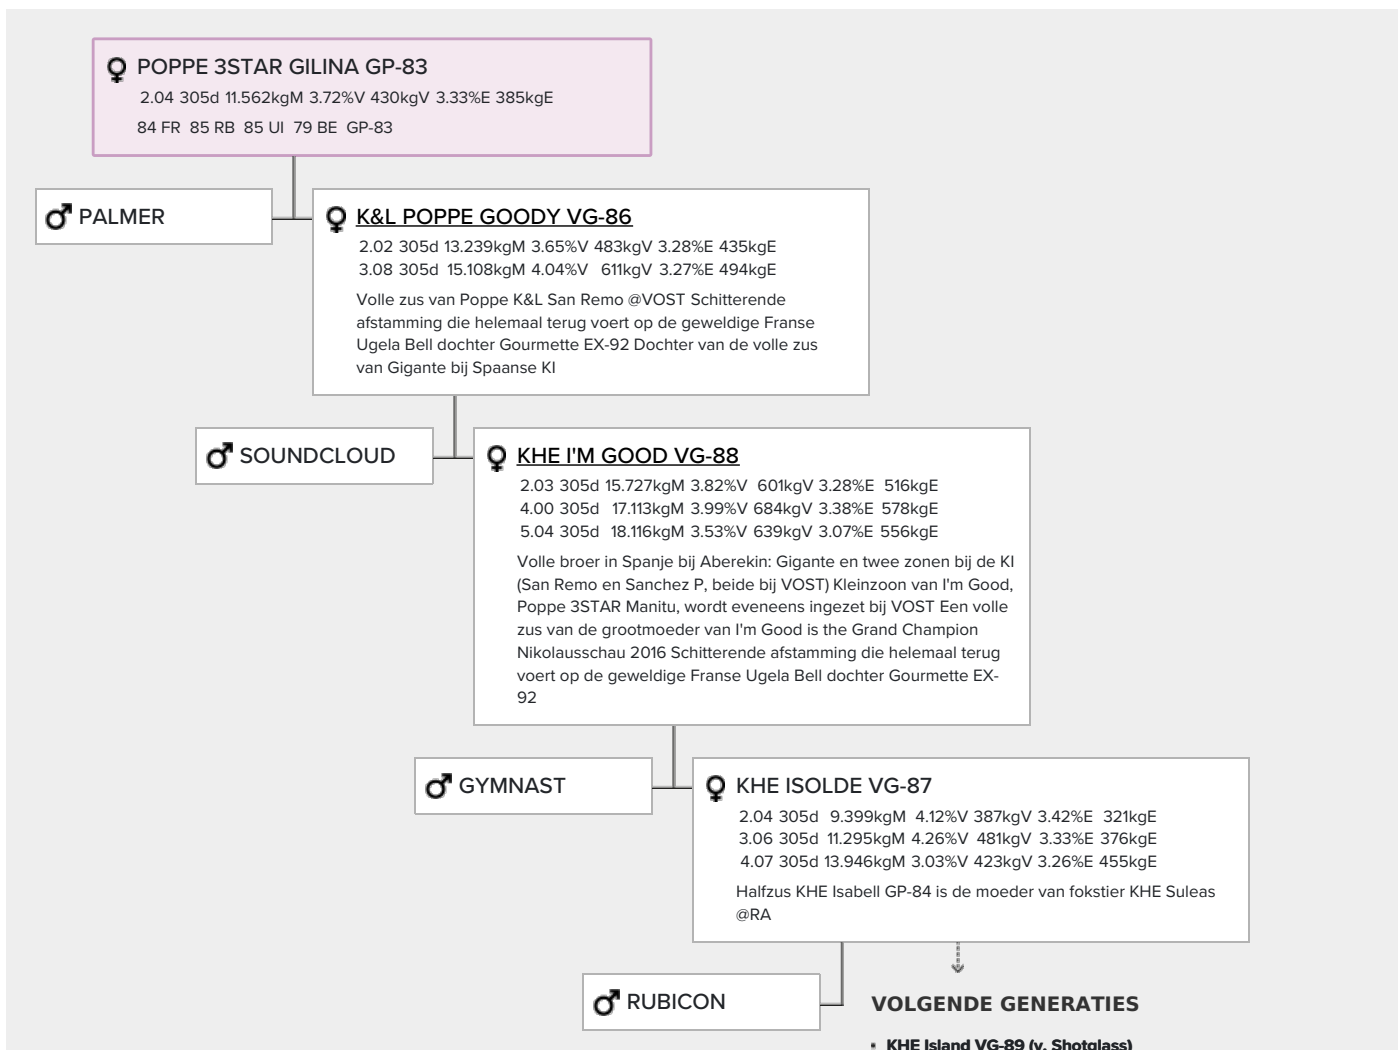 POPPE 3STAR GILINA GP-83
2.04 305d 11.562kgM 3.72%V 430kgV 3.33%E 385kgE
84 FR 85 RB 85 UI 79 BE GP-83
PALMER
K&L POPPE GOODY VG-86
2.02 305d 13.239kgM 3.65%V 483kgV 3.28%E 435kgE
3.08 305d 15.108kgM 4.04%V 611kgV 3.27%E 494kgE
Volle zus van Poppe K&L San Remo @VOST Schitterende
afstamming die helemaal terug voert op de geweldige Franse
Ugela Bell dochter Gourmette EX-92 Dochter van de volle zus
van Gigante bij Spaanse KI
SOUNDCLOUD
KHE I'M GOOD VG-88
2.03 305d 15.727kgM 3.82%V 601kgV 3.28%E 516kgE
4.00 305d 17.113kgM 3.99%V 684kgV 3.38%E 578kgE
5.04 305d 18.116kgM 3.53%V 639kgV 3.07%E 556kgE
Volle broer in Spanje bij Aberekin: Gigante en twee zonen bij de KI
(San Remo en Sanchez P, beide bij VOST) Kleinzoon van I'm Good,
Poppe 3STAR Manitu, wordt eveneens ingezet bij VOST Een volle
zus van de grootmoeder van I'm Good is the Grand Champion
Nikolausschau 2016 Schitterende afstamming die helemaal terug
voert op de geweldige Franse Ugela Bell dochter Gourmette EX-
92
GYMNAST
KHE ISOLDE VG-87
2.04 305d 9.399kgM 4.12%V 387kgV 3.42%E 321kgE
3.06 305d 11.295kgM 4.26%V 481kgV 3.33%E 376kgE
4.07 305d 13.946kgM 3.03%V 423kgV 3.26%E 455kgE
Halfzus KHE Isabell GP-84 is de moeder van fokstier KHE Suleas
@RA
RUBICON
VOLGENDE GENERATIES
▪ KHE Island VG-89 (v. Shotglass)